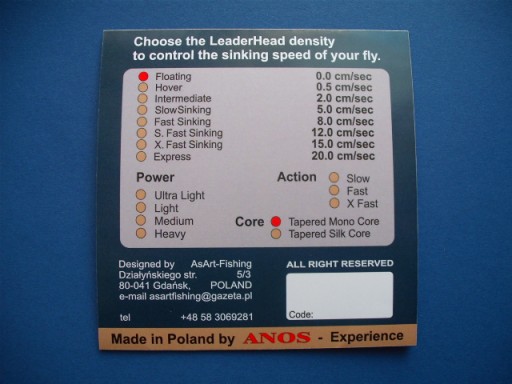 Choose the LeaderHead density
to control the sinking speed of your fly.
Floating 0.0 cm/sec
Hover 0.5 cm/sec
Intermediate 2.0 cm/sec
SlowSinking 5.0 cm/sec
Fast Sinking 8.0 cm/sec
S. Fast Sinking 12.0 cm/sec
X. Fast Sinking 15.0 cm/sec
Express 20.0 cm/sec
Power
Ultra Light
Light
Medium
Heavy
Action
Slow
Fast
X Fast
Core Tapered Mono Core
Tapered Silk Core
Designed by AsArt-Fishing
Działyńskiego str. 5/3
80-041 Gdańsk, POLAND
e-mail asartfishing@gazeta.pl
tel +48 58 3069281
ALL RIGHT RESERVED
Code:
Made in Poland by ANOS - Experience